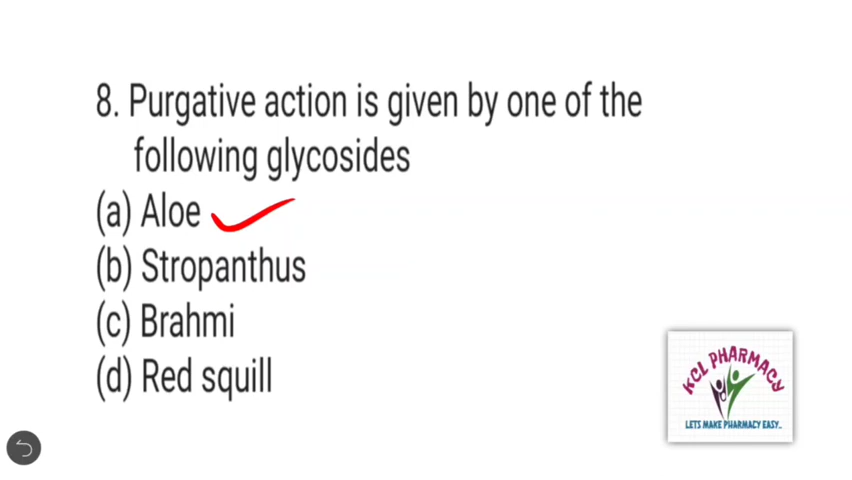 8. Purgative action is given by one of the
following glycosides
(a) Aloe
(b) Stropanthus
(c) Brahmi
(d) Red squill
KCL PHARMACY
LETS MAKE PHARMACY EASY..